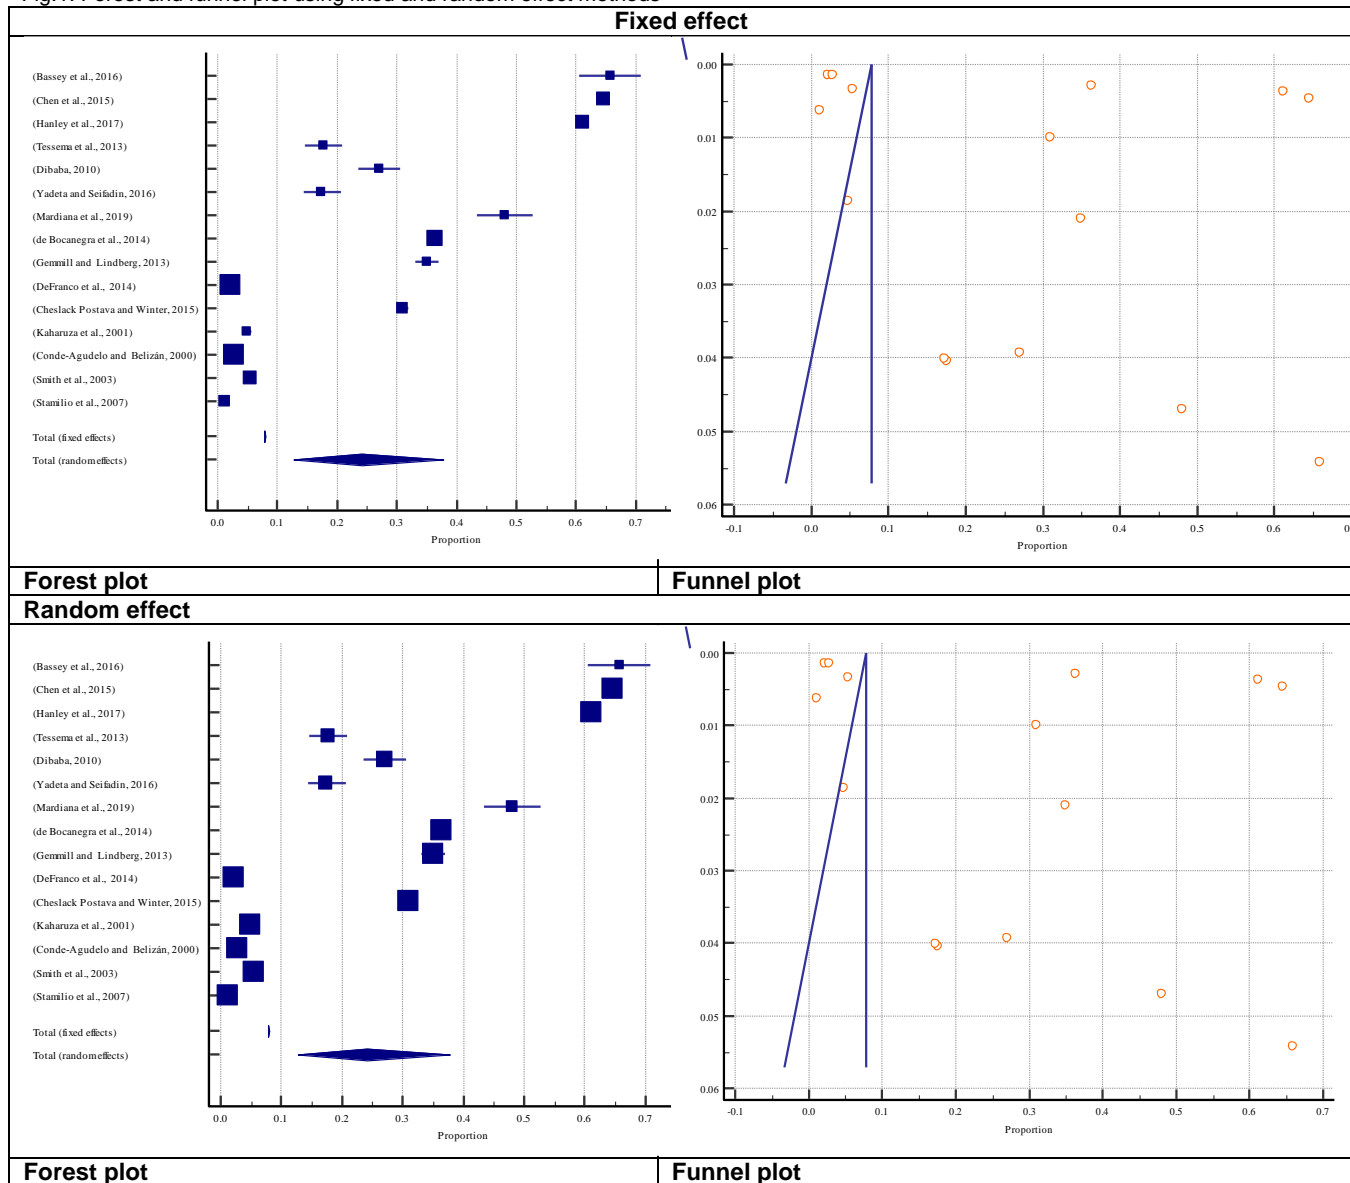 Fig.1. Forest and funnel plot using fixed and random effect methods
Fixed effect
(Bassey et al., 2016)
(Chen et al., 2015)
(Hanley et al., 2017)
(Tessema et al., 2013)
(Dibaba, 2010)
(Yadeta and Seifadin, 2016)
(Mardiana et al., 2019)
(de Bocanegra et al., 2014)
(Gemmill and Lindberg, 2013)
(DeFranco et al., 2014)
(Cheslack Postava and Winter, 2015)
(Kaharuza et al., 2001)
(Conde-Agudelo and Belizán, 2000)
(Smith et al., 2003)
(Stamilio et al., 2007)
Total (fixed effects)
Total (random effects)
0.0 0.1 0.2 0.3 0.4 0.5 0.6 0.7
Proportion
0.00
0.01
0.02
0.03
0.04
0.05
0.06
-0.1 0.0 0.1 0.2 0.3 0.4 0.5 0.6
Proportion
Forest plot
Funnel plot
Random effect
(Bassey et al., 2016)
(Chen et al., 2015)
(Hanley et al., 2017)
(Tessema et al., 2013)
(Dibaba, 2010)
(Yadeta and Seifadin, 2016)
(Mardiana et al., 2019)
(de Bocanegra et al., 2014)
(Gemmill and Lindberg, 2013)
(DeFranco et al., 2014)
(Cheslack Postava and Winter, 2015)
(Kaharuza et al., 2001)
(Conde-Agudelo and Belizán, 2000)
(Smith et al., 2003)
(Stamilio et al., 2007)
Total (fixed effects)
Total (random effects)
0.0 0.1 0.2 0.3 0.4 0.5 0.6 0.7
Proportion
0.00
0.01
0.02
0.03
0.04
0.05
0.06
-0.1 0.0 0.1 0.2 0.3 0.4 0.5 0.6 0.7
Proportion
Forest plot
Funnel plot